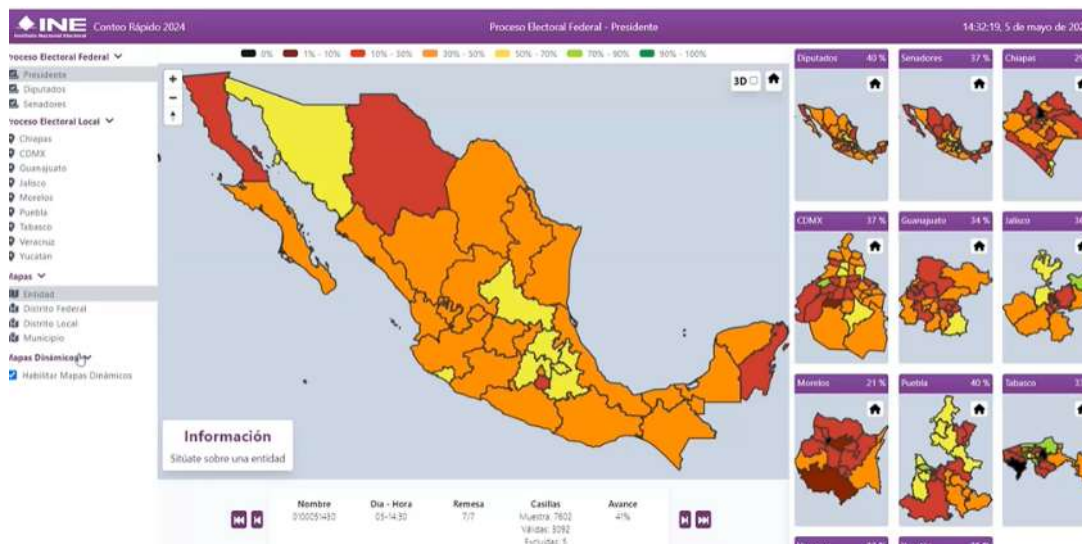 INE
Instituto Nacional Electoral
Conteo Rápido 2024
Proceso Electoral Federal - Presidente
14:32:19, 5 de mayo de 202
roceso Electoral Federal
Presidente
Diputados
Senadores
roceso Electoral Local
Chiapas
CDMX
Guanajuato
Jalisco
Morelos
Puebla
Tabasco
Veracruz
Yucatán
Mapas
Entidad
Distrito Federal
Distrito Local
Municipio
Mapas Dinámicos
Habilitar Mapas Dinámicos
0% 1% - 10% 10% - 30% 30% - 50% 50% - 70% 70% - 90% 90% - 100%
+
−
3D
Información
Sitúate sobre una entidad
Nombre Día - Hora Remesa Casillas Avance
05-14:30 7/7 Muestra: 7602 41%
Válidas: 3092
Excluidas: 5
Diputados 40 %
Senadores 37 %
Chiapas
CDMX 37 %
Guanajuato 34 %
Jalisco
Morelos 21 %
Puebla 40 %
Tabasco